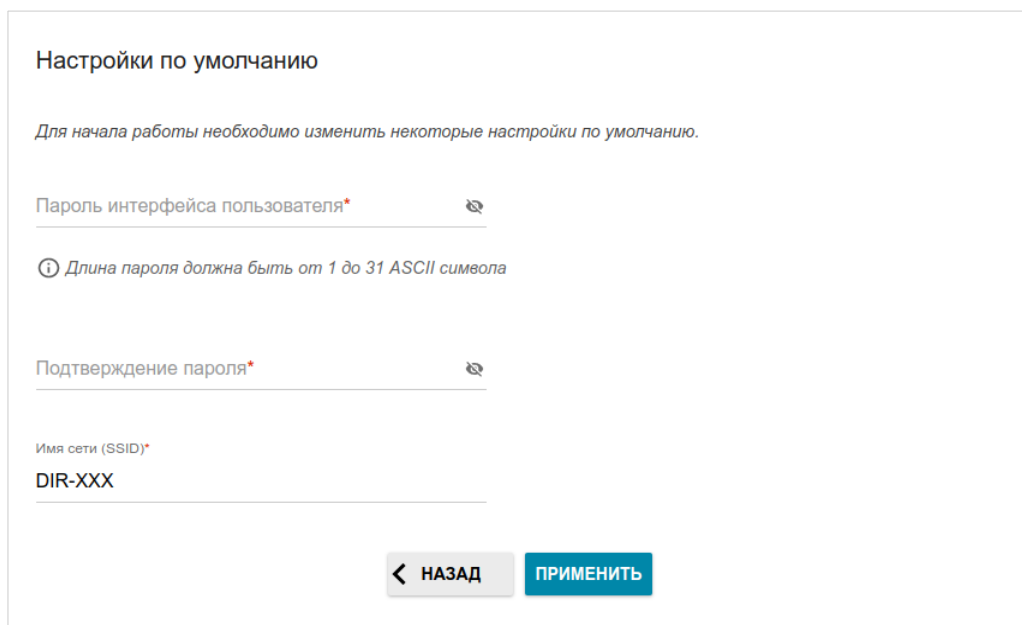 Настройки по умолчанию
Для начала работы необходимо изменить некоторые настройки по умолчанию.
Пароль интерфейса пользователя*
Длина пароля должна быть от 1 до 31 ASCII символа
Подтверждение пароля*
Имя сети (SSID)*
DIR-XXX
НАЗАД
ПРИМЕНИТЬ